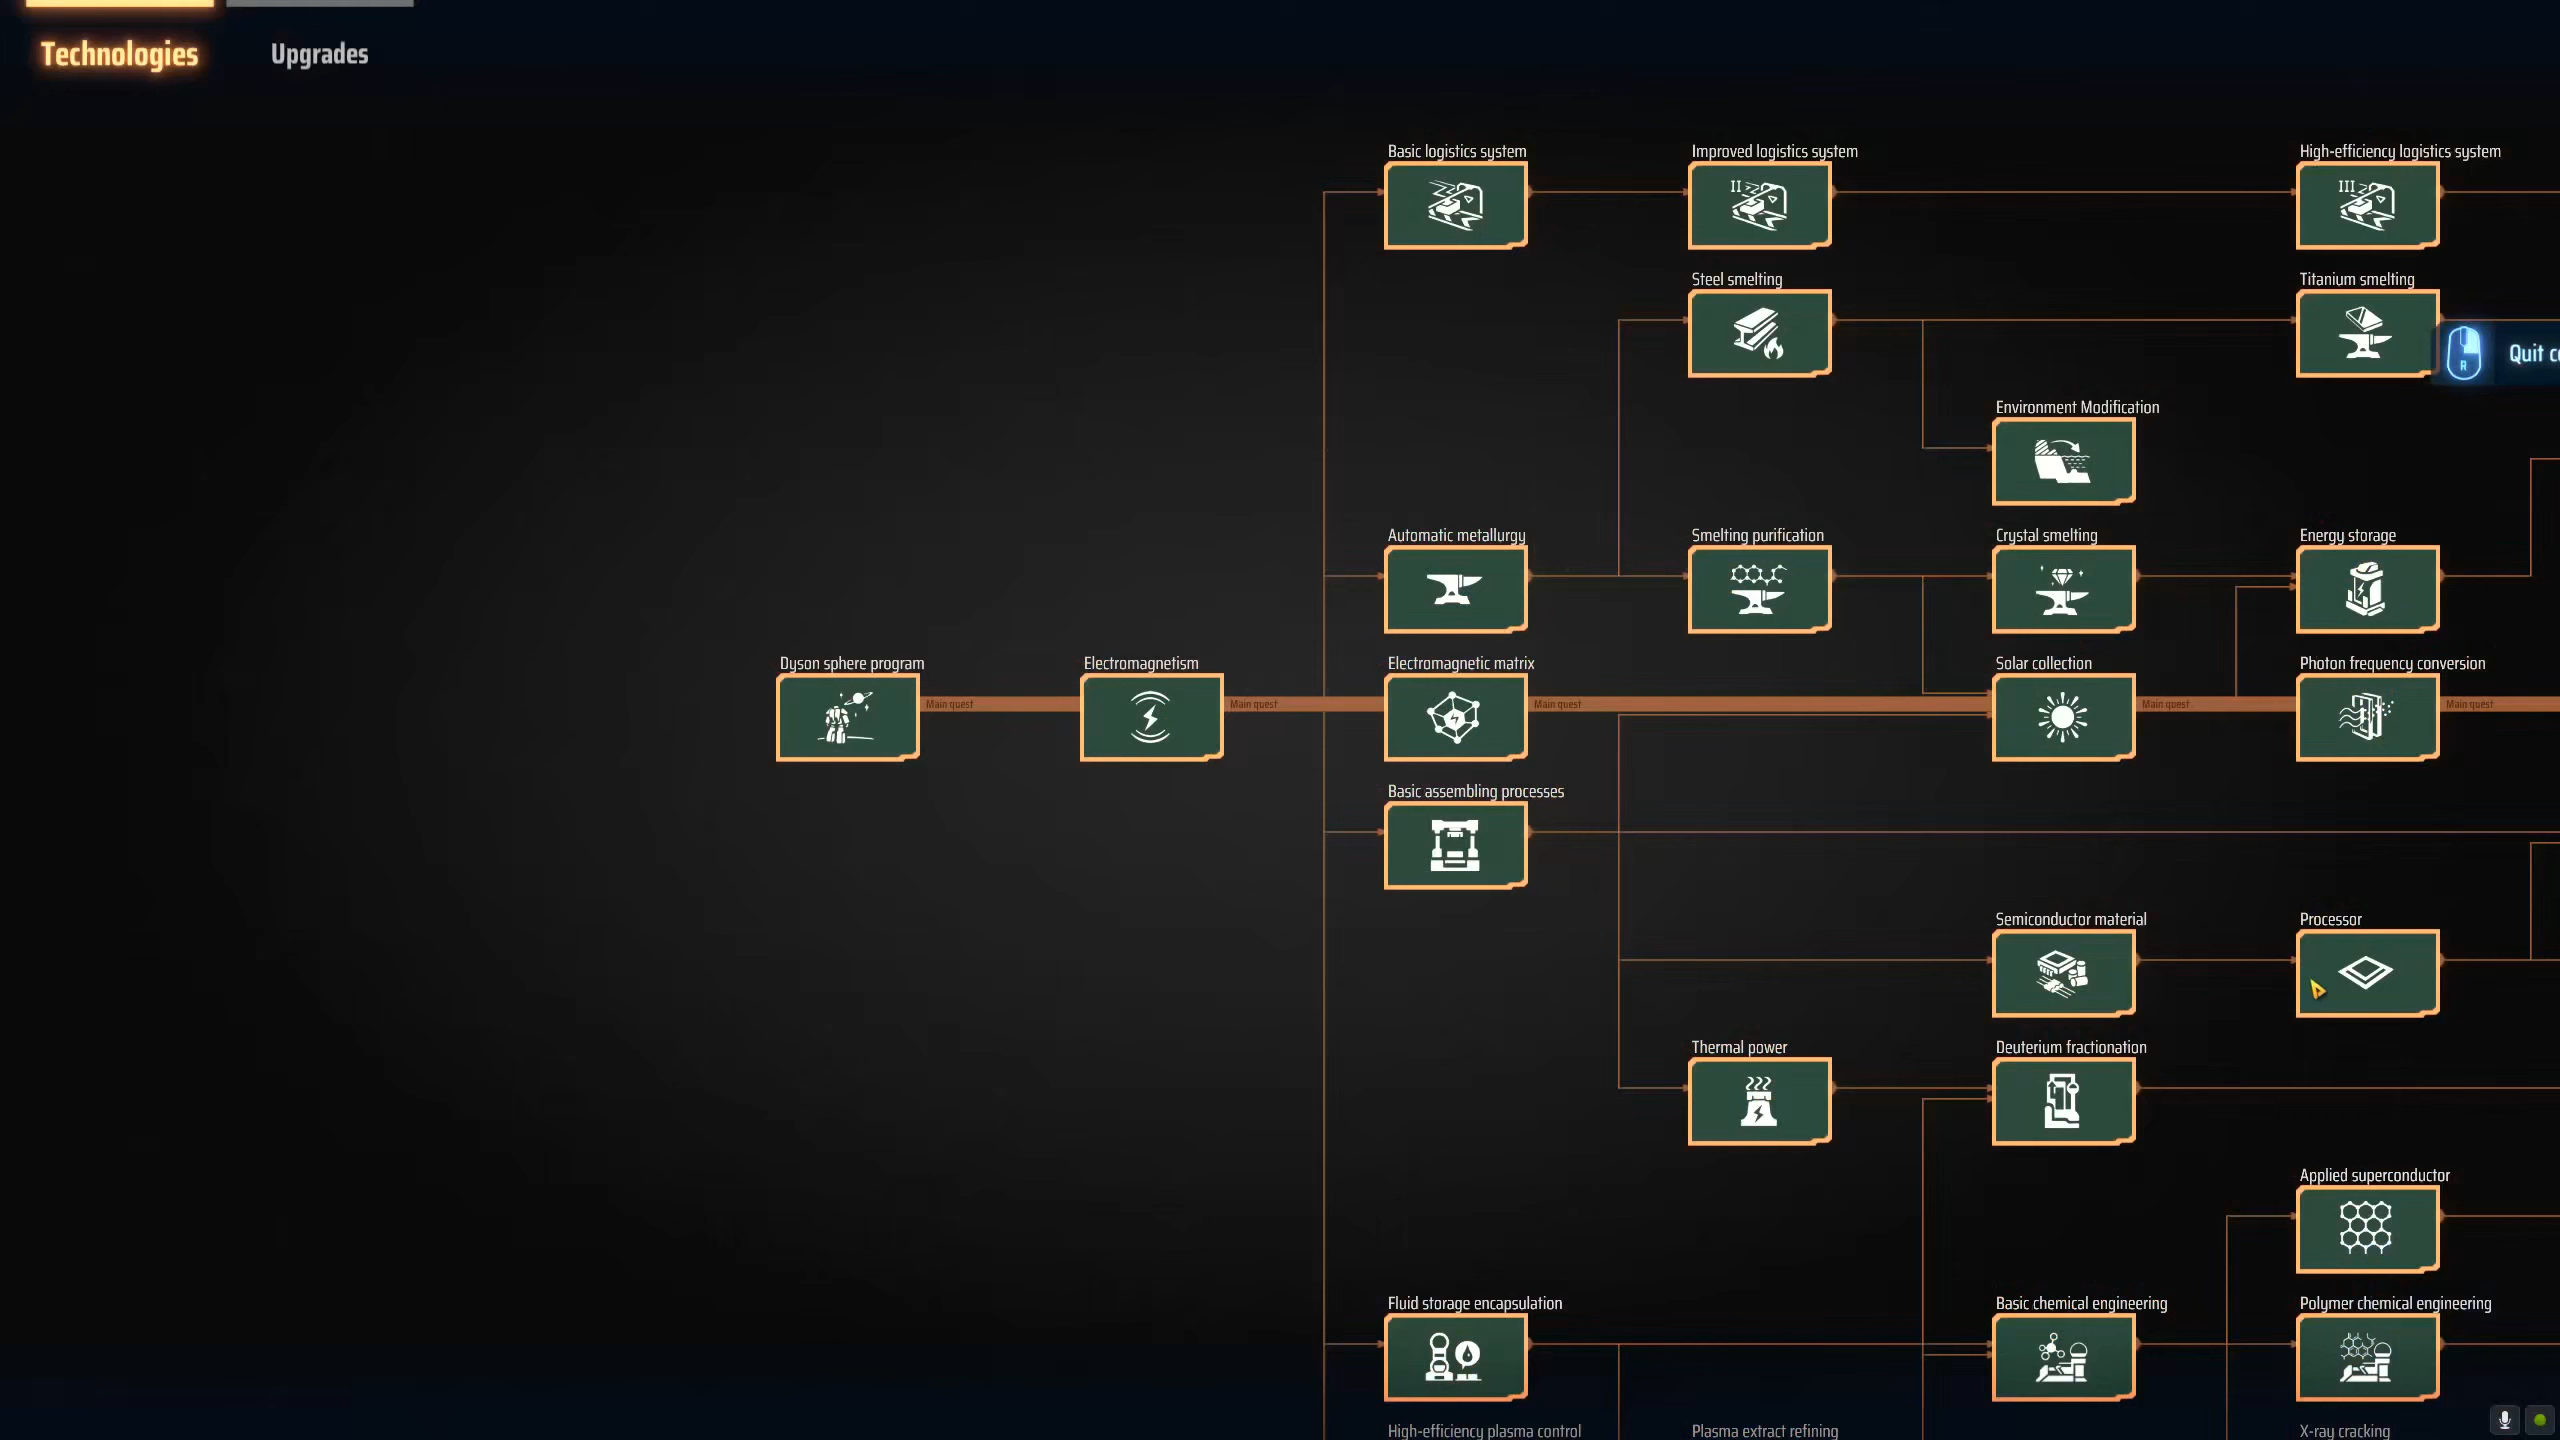 Technologies
Upgrades
Basic logistics system
Improved logistics system
High-efficiency logistics system
II
III
Steel smelting
Titanium smelting
R
Quit
Environment Modification
Automatic metallurgy
Smelting purification
Crystal smelting
Energy storage
Dyson sphere program
Electromagnetism
Electromagnetic matrix
Solar collection
Photon frequency conversion
Main quest
Main quest
Main quest
Main quest
Main quest
Basic assembling processes
Semiconductor material
Processor
Thermal power
Deuterium fractionation
Applied superconductor
Fluid storage encapsulation
Basic chemical engineering
Polymer chemical engineering
High-efficiency plasma control
Plasma extract refining
X-ray cracking